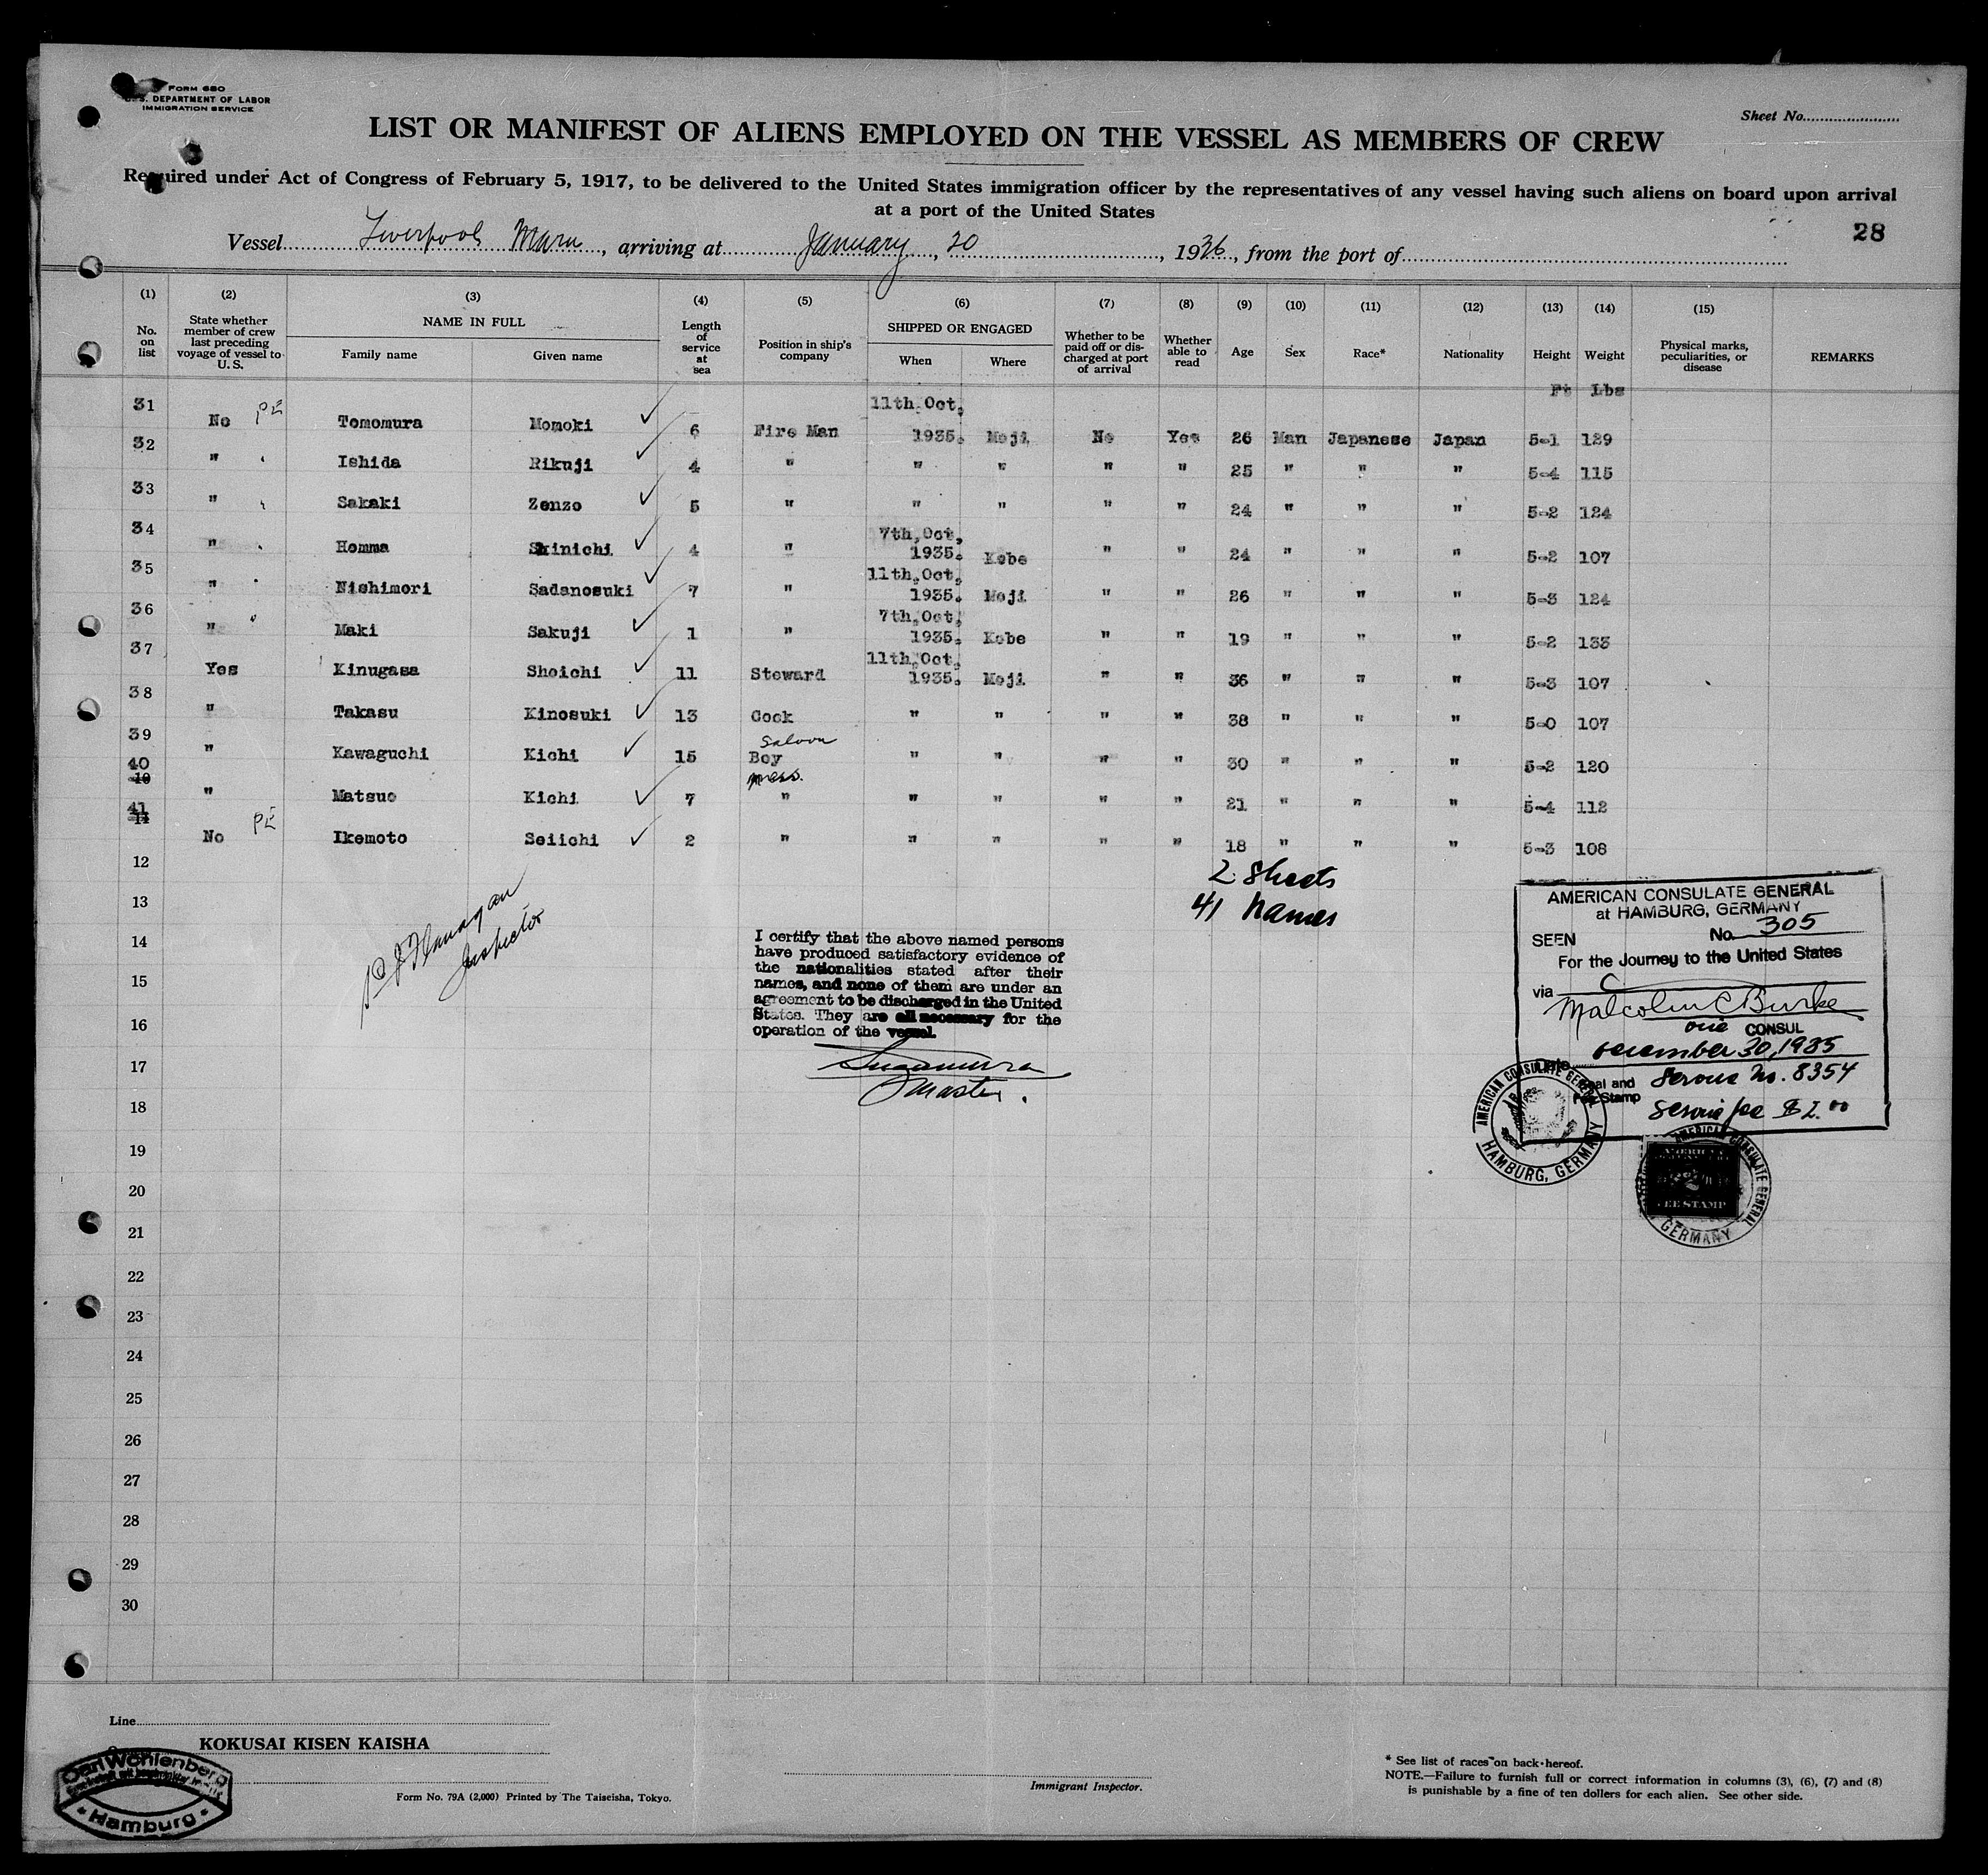 FORM 680
U.S. DEPARTMENT OF LABOR
IMMIGRATION SERVICE
Sheet No.
LIST OR MANIFEST OF ALIENS EMPLOYED ON THE VESSEL AS MEMBERS OF CREW
Required under Act of Congress of February 5, 1917, to be delivered to the United States immigration officer by the representatives of any vessel having such aliens on board upon arrival
at a port of the United States
28
Vessel Liverpool Maru, arriving at January, 20, 1936, from the port of
(1) (2) (3) (4) (5) (6) (7) (8) (9) (10) (11) (12) (13) (14) (15)
No. on list State whether member of crew last preceding voyage of vessel to U.S. NAME IN FULL Family name Given name Length of service at sea Position in ship's company SHIPPED OR ENGAGED When Where Whether to be paid off or discharged at port of arrival Whether able to read Age Sex Race* Nationality Height Weight Physical marks, peculiarities, or disease REMARKS
Ft Lbs
31 No PE Tomomura Momoki ✓ 6 Fire Man 11th,Oct, 1935. Moji No Yes 26 Man Japanese Japan 5-1 129
32 " Ishida Rikuji ✓ 4 " " " " " 25 " " " 5-4 115
33 " Sakaki Zenzo ✓ 5 " " " " " 24 " " " 5-2 124
34 " Homma Shinichi ✓ 4 " 7th,Oct, 1935. Kobe " " 24 " " " 5-2 107
35 " Nishimori Sadanosuki ✓ 7 " 11th,Oct, 1935. Moji " " 26 " " " 5-3 124
36 " Maki Sakuji ✓ 1 " 7th,Oct, 1935. Kobe " " 19 " " " 5-2 133
37 Yes Kinugasa Shoichi ✓ 11 Steward 11th,Oct, 1935. Moji " " 36 " " " 5-3 107
38 " Takasu Kinosuki ✓ 13 Cook " " " " 38 " " " 5-0 107
39 " Kawaguchi Kichi ✓ 15 Saloon Boy " " " " 30 " " " 5-2 120
40 10 " Matsuo Kichi ✓ 7 mess. " " " " " 21 " " " 5-4 112
41 11 No PE Ikemoto Seiichi ✓ 2 " " " " " 18 " " " 5-3 108
12
2 Sheets
13
41 Names
14
15
16
17
18
19
20
21
22
23
24
25
26
27
28
29
30
Inspector
I certify that the above named persons
have produced satisfactory evidence of
the nationalities stated after their
names, and none of them are under an
agreement to be discharged in the United
States. They are all necessary for the
operation of the vessel.
Master.
AMERICAN CONSULATE GENERAL
at HAMBURG, GERMANY
SEEN No. 305
For the Journey to the United States
via
Malcolm C Burke
CONSUL
Date December 30, 1935
Seal and Fee Stamp
Service No. 8354
Service fee $2.00
AMERICAN CONSULATE GENERAL
HAMBURG, GERMANY
AMERICAN CONSULATE GENERAL
GERMANY
AMERICAN
2
FEE STAMP
Line
KOKUSAI KISEN KAISHA
Carl Wohlenberg
Hamburg
Form No. 79A (2,000) Printed by The Taiseisha, Tokyo.
Immigrant Inspector.
* See list of races on back hereof.
NOTE.—Failure to furnish full or correct information in columns (3), (6), (7) and (8)
is punishable by a fine of ten dollars for each alien. See other side.